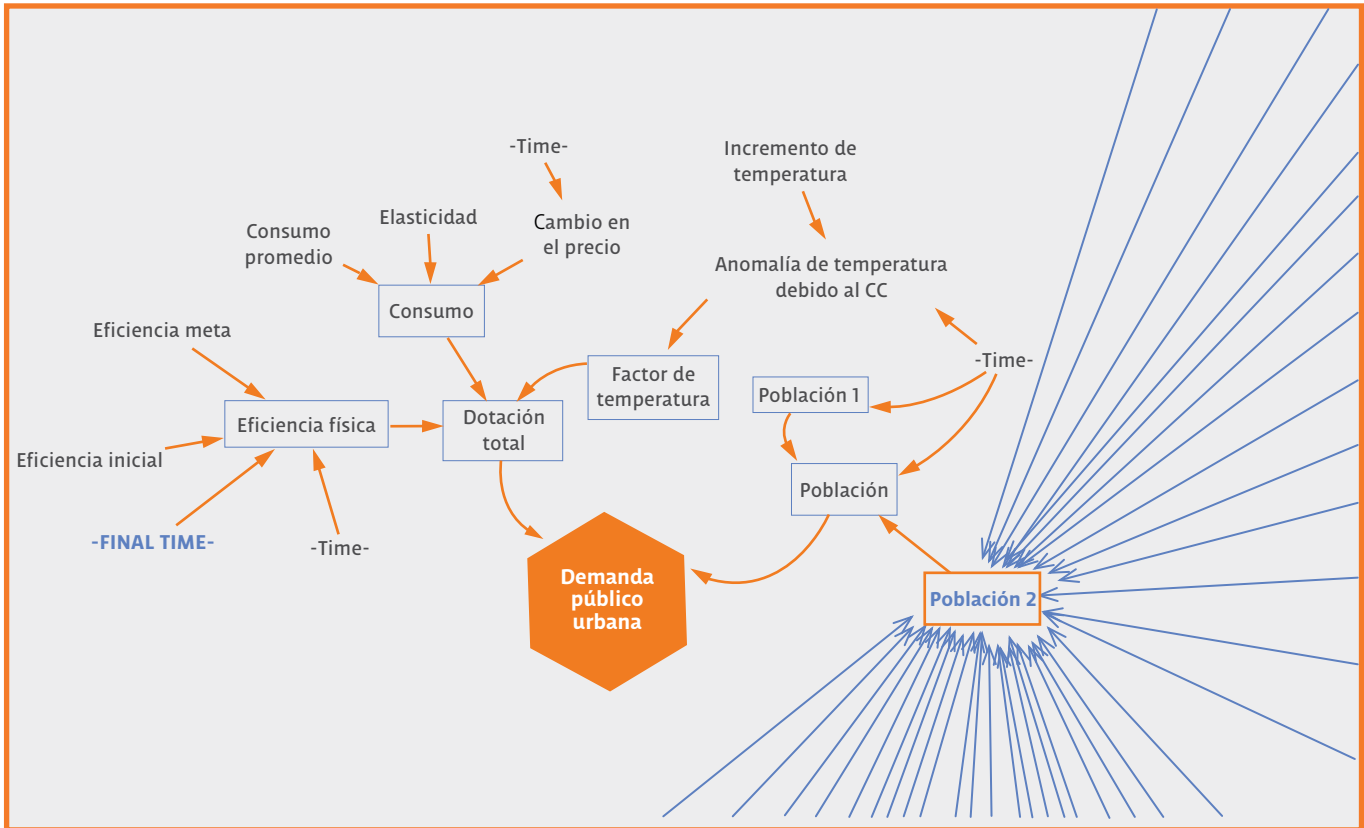 -Time-
Incremento de
temperatura
Elasticidad
Cambio en
el precio
Consumo
promedio
Anomalía de temperatura
debido al CC
Consumo
Eficiencia meta
-Time-
Factor de
temperatura
Población 1
Eficiencia física
Dotación
total
Eficiencia inicial
Población
-FINAL TIME-
-Time-
Demanda
público
urbana
Población 2